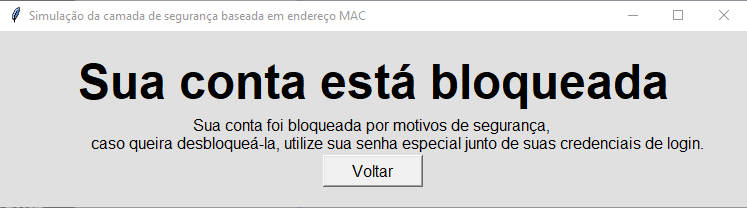 Simulação da camada de segurança baseada em endereço MAC
Sua conta está bloqueada
Sua conta foi bloqueada por motivos de segurança,
caso queira desbloqueá-la, utilize sua senha especial junto de suas credenciais de login.
Voltar